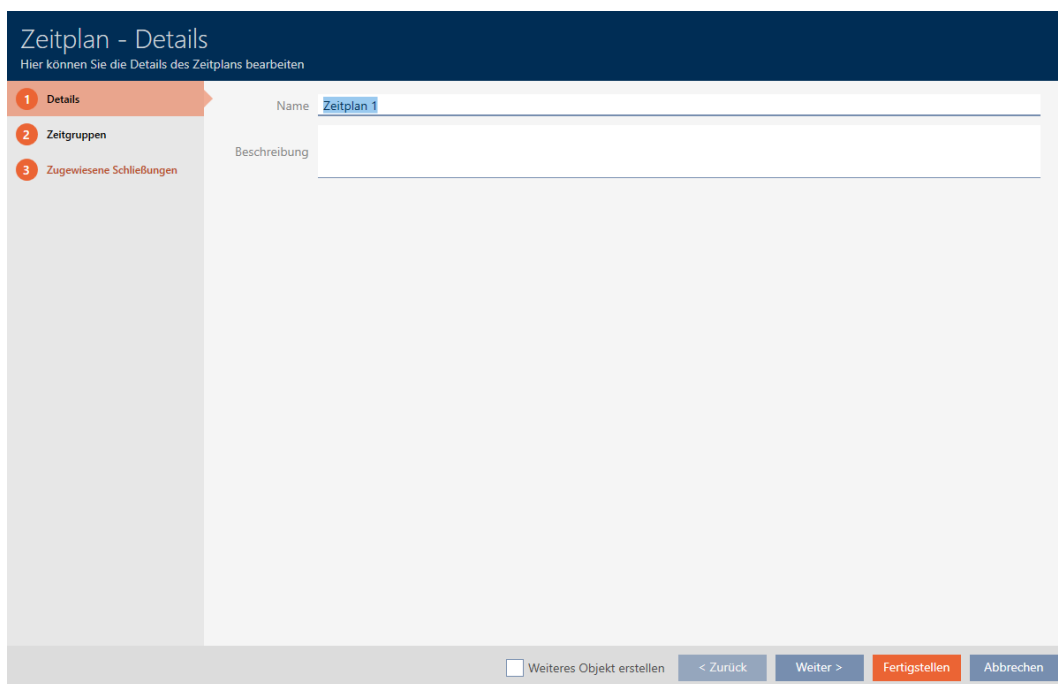 Zeitplan - Details
Hier können Sie die Details des Zeitplans bearbeiten
1 Details
2 Zeitgruppen
3 Zugewiesene Schließungen
Name Zeitplan 1
Beschreibung
Weiteres Objekt erstellen < Zurück Weiter > Fertigstellen Abbrechen